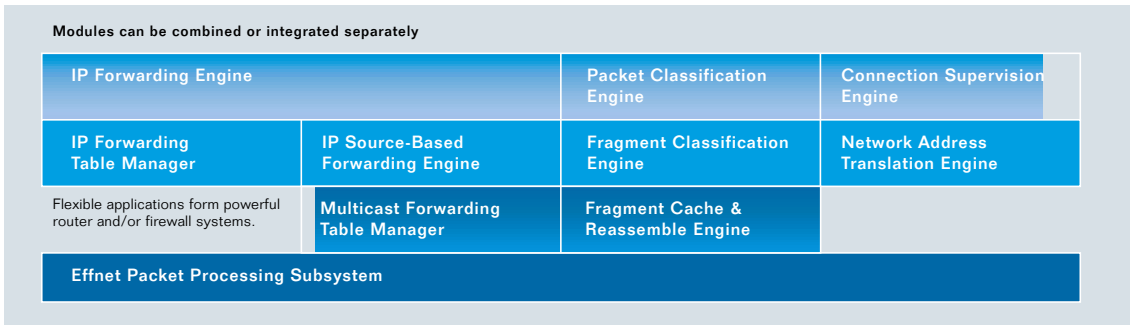 Modules can be combined or integrated separately
IP Forwarding Engine
Packet Classification
Engine
Connection Supervision
Engine
IP Forwarding
Table Manager
IP Source-Based
Forwarding Engine
Fragment Classification
Engine
Network Address
Translation Engine
Flexible applications form powerful
router and/or firewall systems.
Multicast Forwarding
Table Manager
Fragment Cache &
Reassemble Engine
Effnet Packet Processing Subsystem